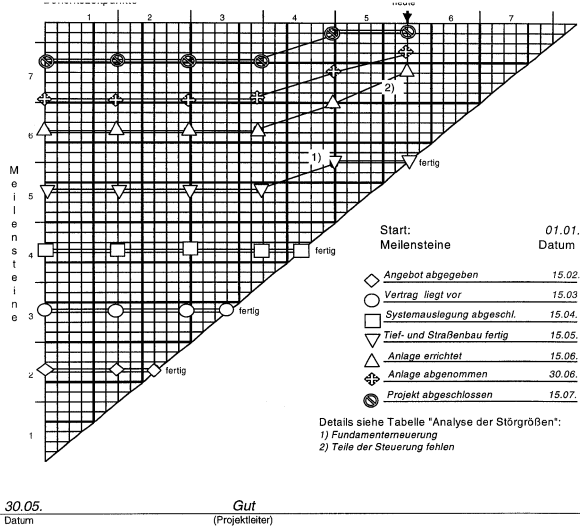 heute
1 2 3 4 5 6 7
7
6
5
4
3
2
1
Meilensteine
2)
1)
fertig
fertig
fertig
fertig
Start: 01.01.
Meilensteine Datum
Angebot abgegeben 15.02.
Vertrag liegt vor 15.03
Systemauslegung abgeschl. 15.04.
Tief- und Straßenbau fertig 15.05.
Anlage errichtet 15.06.
Anlage abgenommen 30.06.
Projekt abgeschlossen 15.07.
Details siehe Tabelle "Analyse der Störgrößen":
1) Fundamenterneuerung
2) Teile der Steuerung fehlen
30.05. Gut
Datum (Projektleiter)